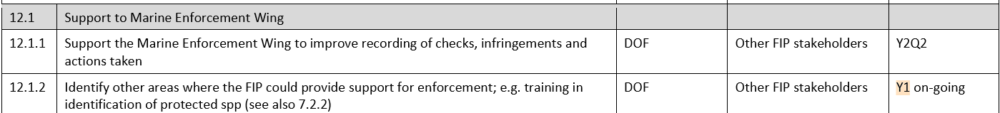 12.1 Support to Marine Enforcement Wing
12.1.1 Support the Marine Enforcement Wing to improve recording of checks, infringements and DOF Other FIP stakeholders Y2Q2
actions taken
12.1.2 Identify other areas where the FIP could provide support for enforcement; e.g. training in DOF Other FIP stakeholders Y1 on-going
identification of protected spp (see also 7.2.2)